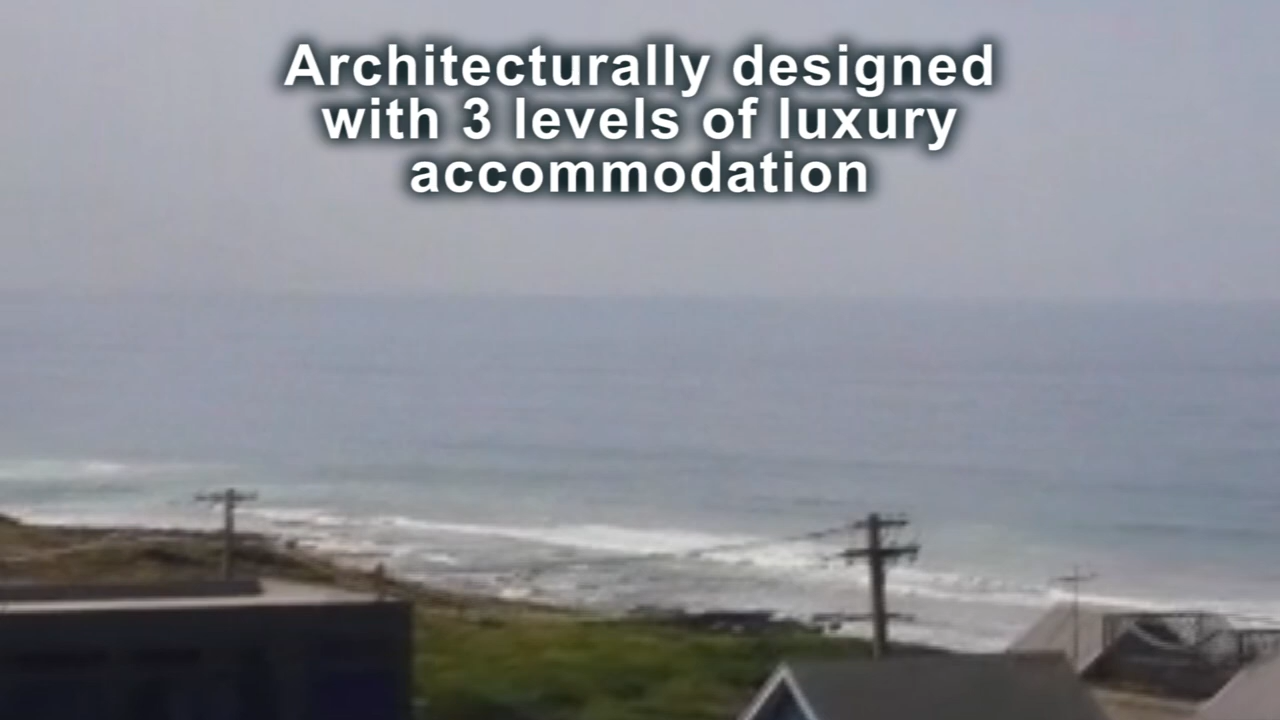 Architecturally designed
with 3 levels of luxury
accommodation